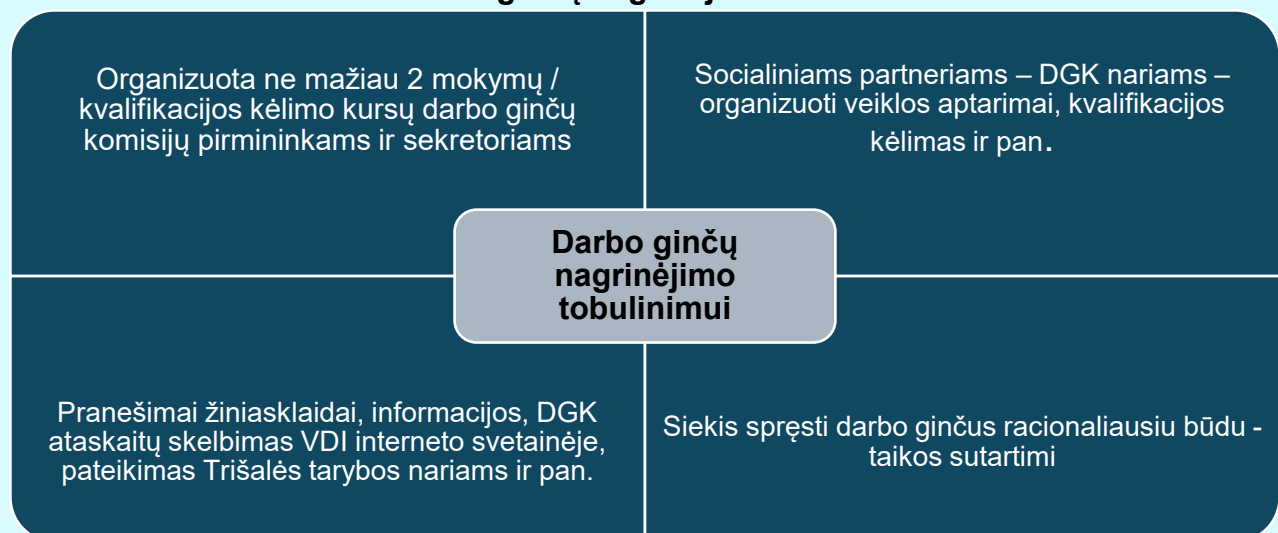 Organizuota ne mažiau 2 mokymų /
kvalifikacijos kėlimo kursų darbo ginčų
komisijų pirmininkams ir sekretoriams
Socialiniams partneriams – DGK nariams –
organizuoti veiklos aptarimai, kvalifikacijos
kėlimas ir pan.
Darbo ginčų
nagrinėjimo
tobulinimui
Pranešimai žiniasklaidai, informacijos, DGK
ataskaitų skelbimas VDI interneto svetainėje,
pateikimas Trišalės tarybos nariams ir pan.
Siekis spręsti darbo ginčus racionaliausiu būdu -
taikos sutartimi